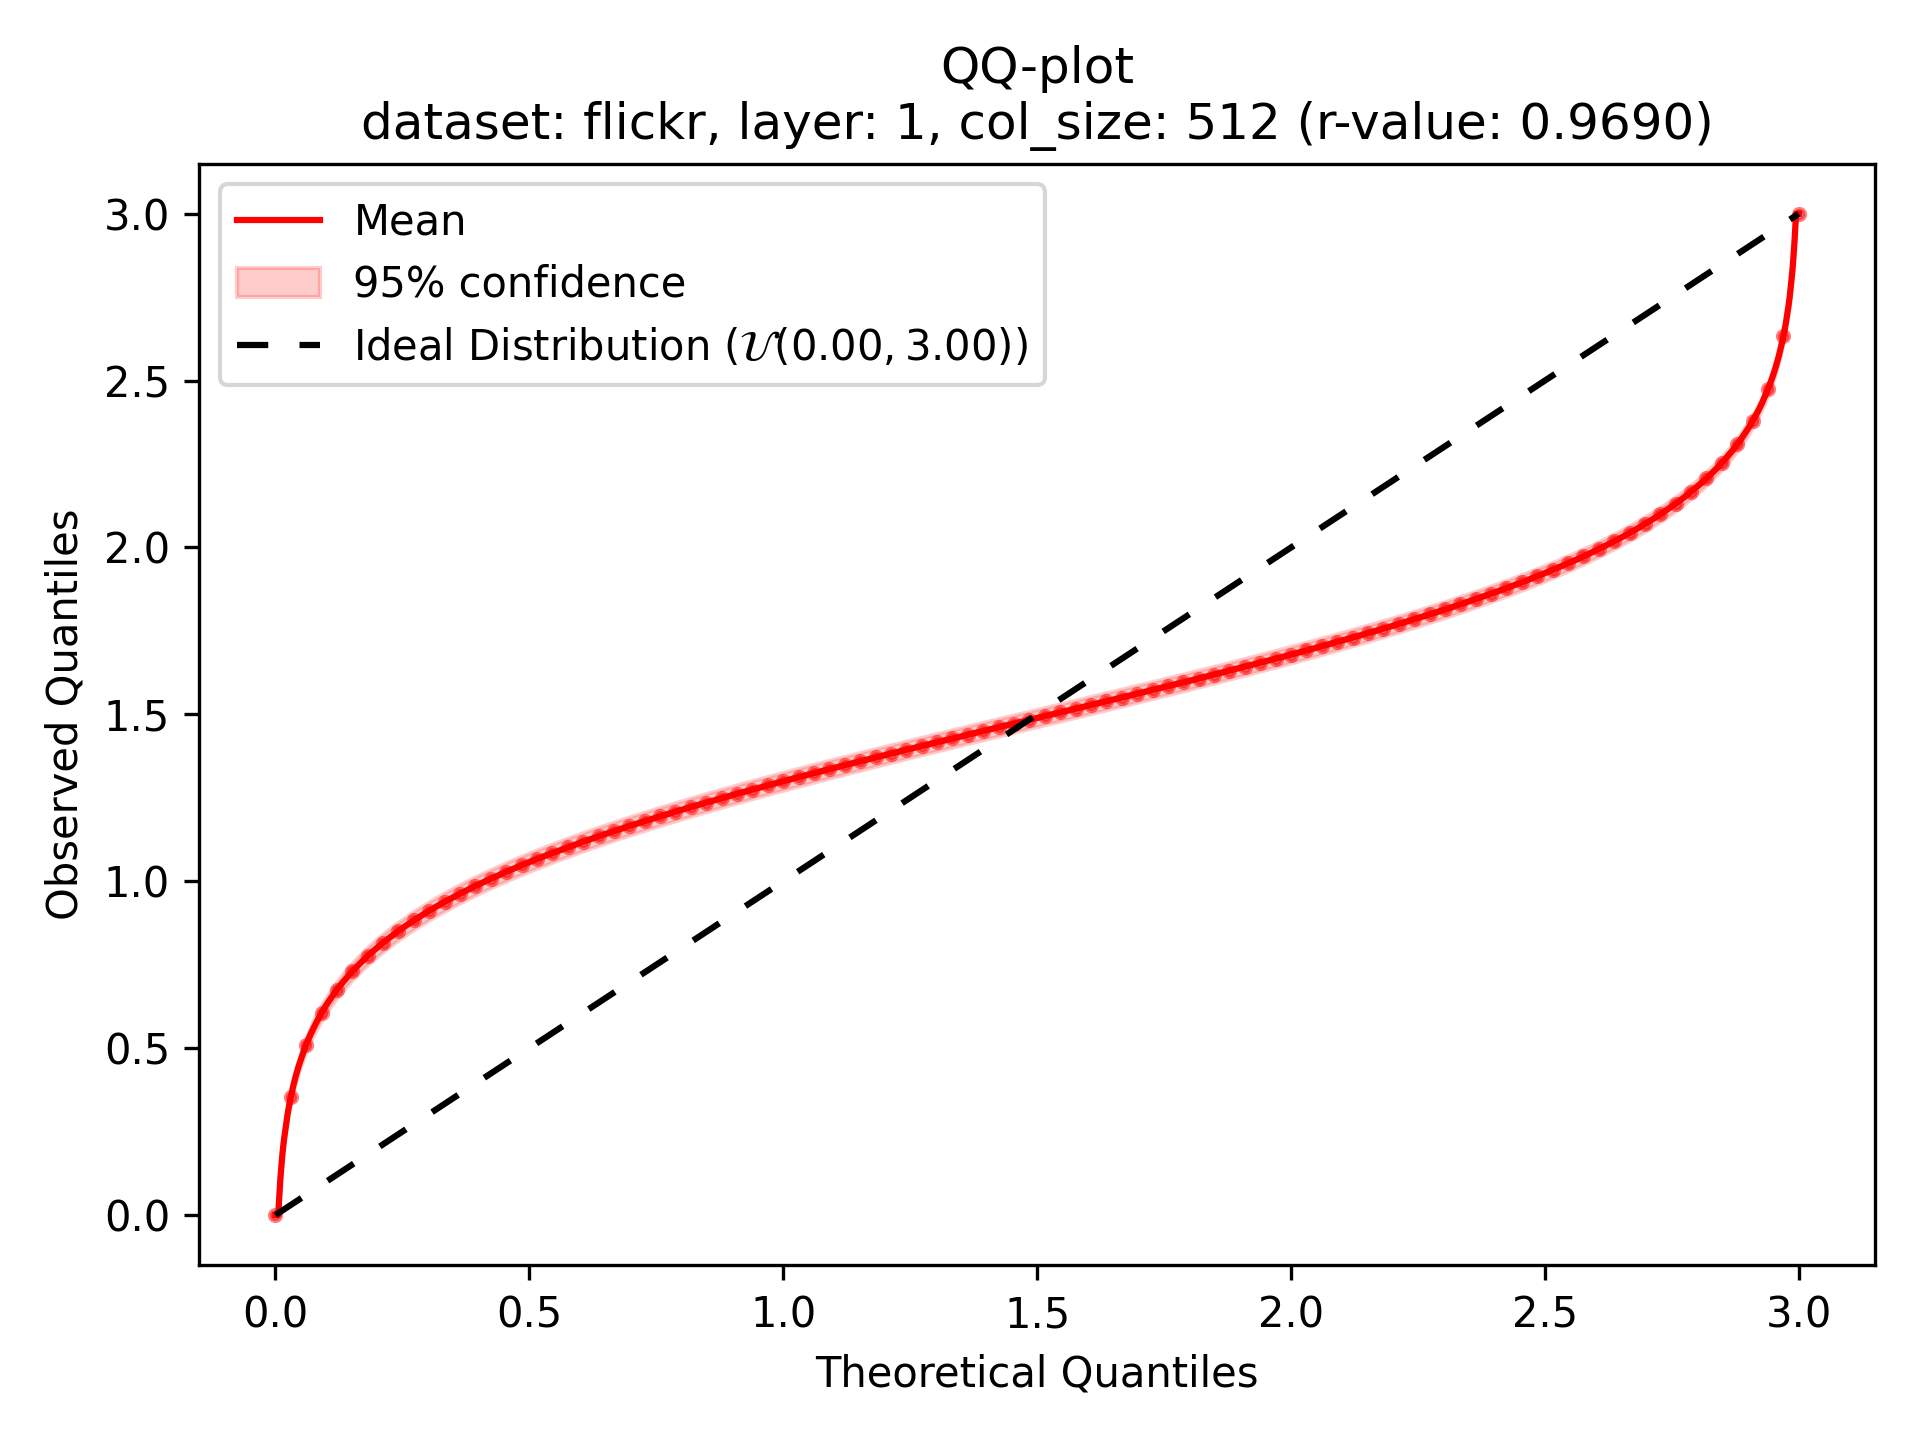 QQ-plot
dataset: flickr, layer: 1, col_size: 512 (r-value: 0.9690)
Mean
95% confidence
Ideal Distribution (𝒰(0.00, 3.00))
3.0
2.5
2.0
1.5
1.0
0.5
0.0
Observed Quantiles
0.0 0.5 1.0 1.5 2.0 2.5 3.0
Theoretical Quantiles